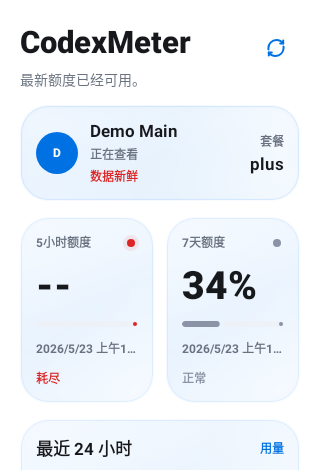 CodexMeter
最新额度已经可用。
D
Demo Main
正在查看
数据新鲜
套餐
plus
5小时额度
--
2026/5/23 上午1...
耗尽
7天额度
34%
2026/5/23 上午1...
正常
最近 24 小时
用量